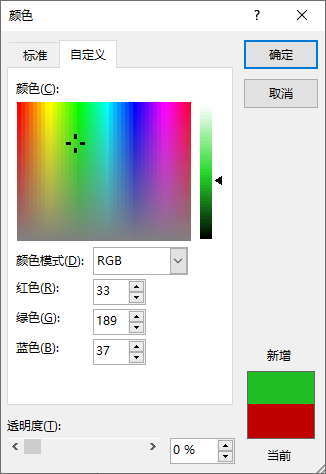 颜色
? ×
标准 自定义 确定
取消
颜色(C):
颜色模式(D): RGB
红色(R): 33
绿色(G): 189
蓝色(B): 37
新增
当前
透明度(T):
0 %